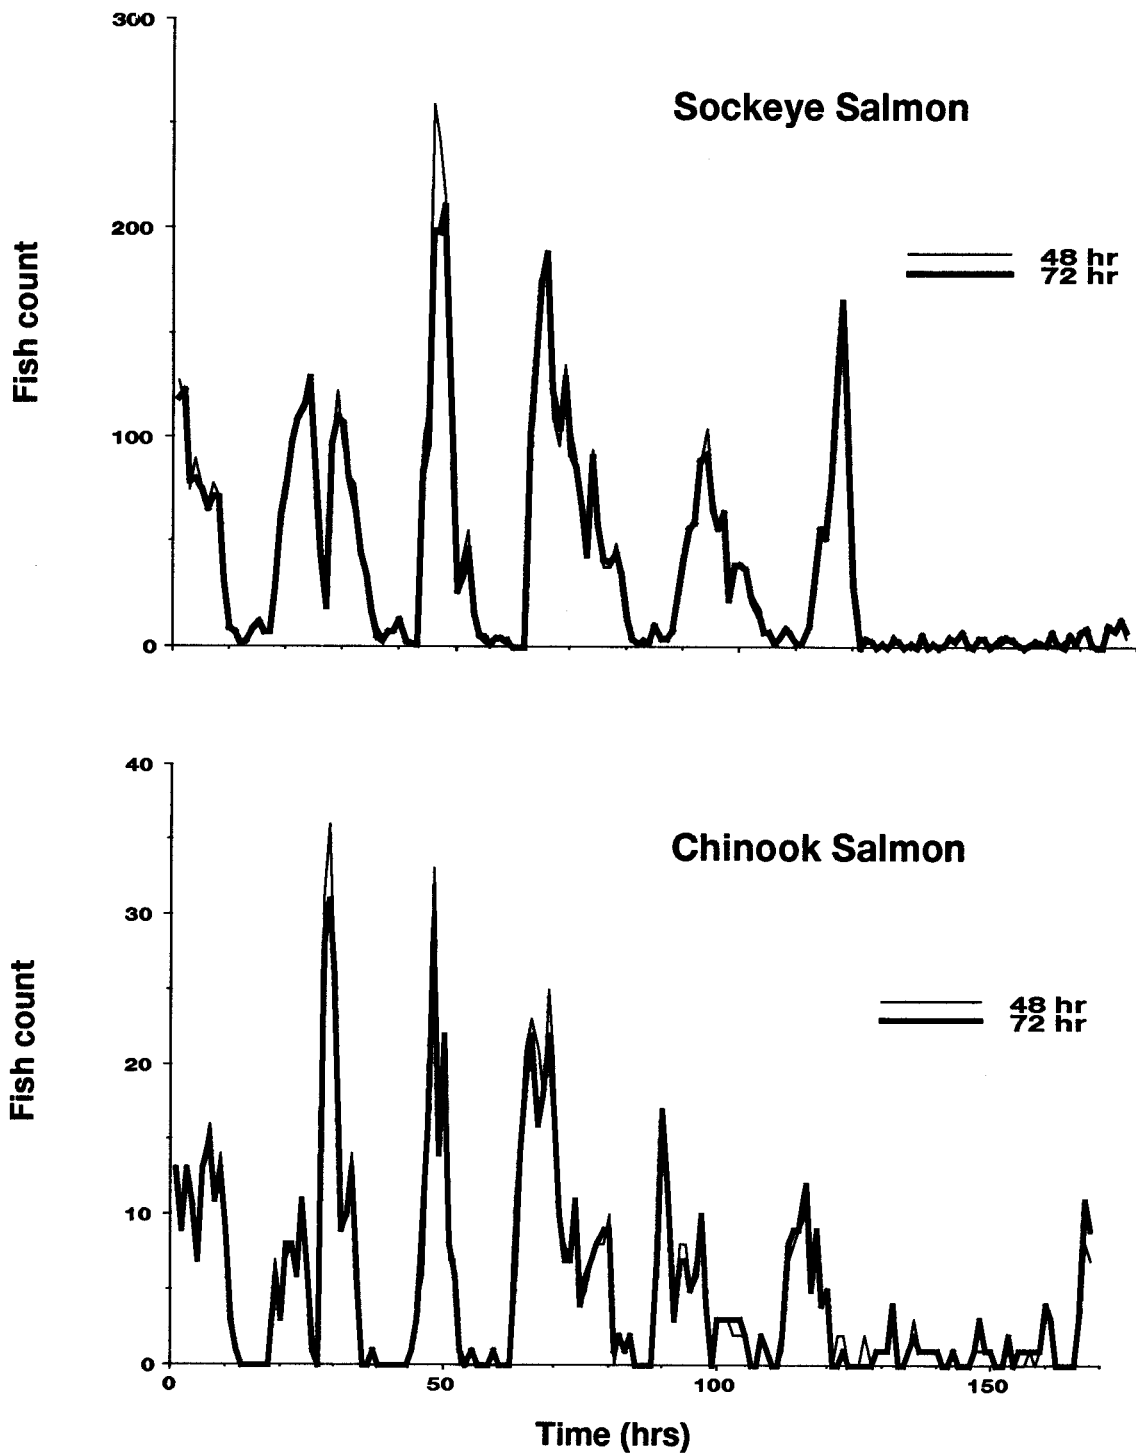 300
Sockeye Salmon
200
48 hr
72 hr
Fish count
100
0
40
Chinook Salmon
30
48 hr
72 hr
Fish count
20
10
0
0 50 100 150
Time (hrs)